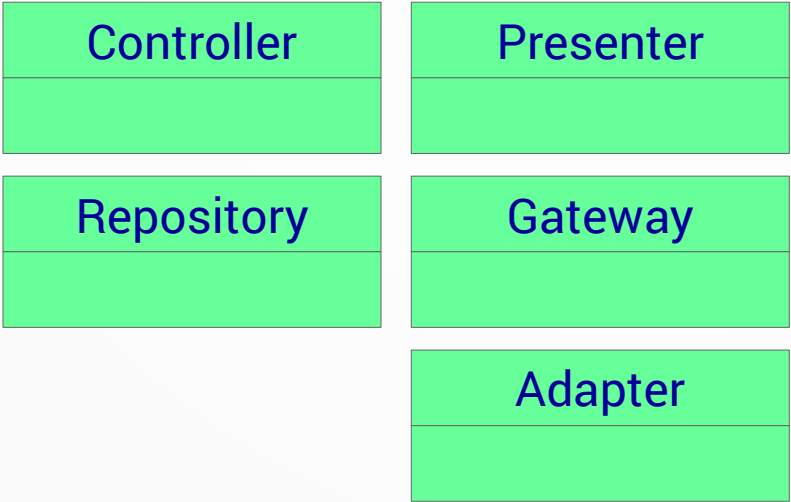 Controller
Presenter
Repository
Gateway
Adapter